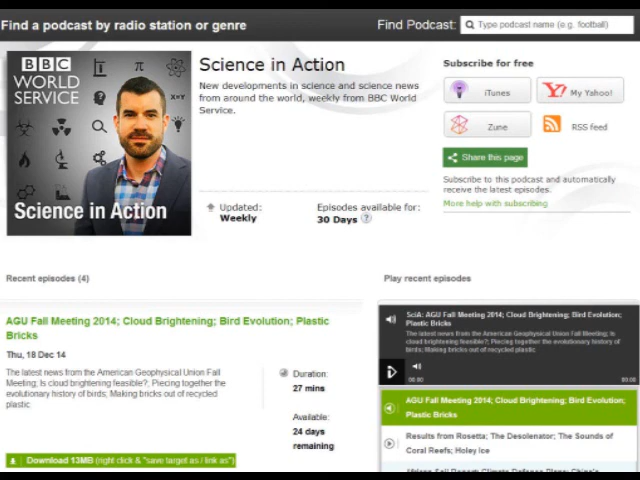 Find a podcast by radio station or genre
Find Podcast:
Type podcast name (e.g. football)
BBC
WORLD
SERVICE
π
X=Y
Science in Action
Science in Action
New developments in science and science news
from around the world, weekly from BBC World
Service.
Updated:
Weekly
Episodes available for:
30 Days ?
Subscribe for free
iTunes
Y! My Yahoo!
Zune
RSS feed
Share this page
Subscribe to this podcast and automatically
receive the latest episodes.
More help with subscribing
Recent episodes (4)
AGU Fall Meeting 2014; Cloud Brightening; Bird Evolution; Plastic
Bricks
Thu, 18 Dec 14
The latest news from the American Geophysical Union Fall
Meeting; Is cloud brightening feasible?; Piecing together the
evolutionary history of birds; Making bricks out of recycled
plastic
Duration:
27 mins
Available:
24 days
remaining
Download 13MB (right click & "save target as / link as")
Play recent episodes
SciA: AGU Fall Meeting 2014; Cloud Brightening; Bird Evolution;
Plastic Bricks
The latest news from the American Geophysical Union Fall Meeting; Is
cloud brightening feasible?; Piecing together the evolutionary history of
birds; Making bricks out of recycled plastic.
00:00
00:00
AGU Fall Meeting 2014; Cloud Brightening; Bird Evolution;
Plastic Bricks
Results from Rosetta; The Desolenator; The Sounds of
Coral Reefs; Holey Ice